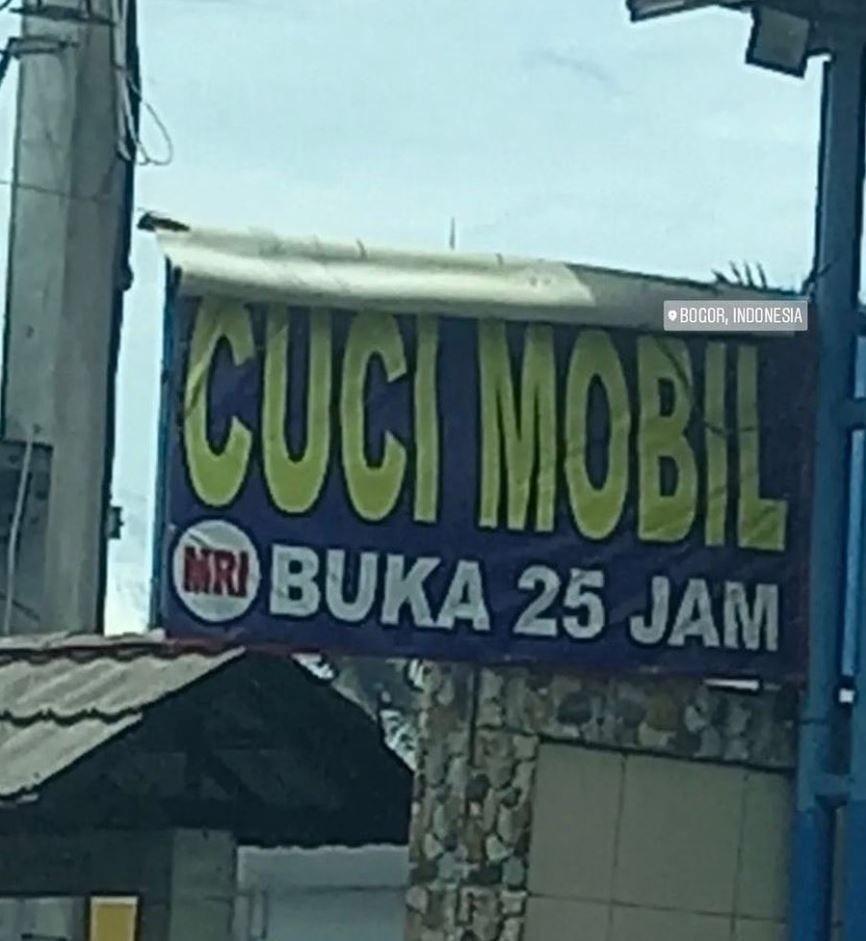 BOGOR, INDONESIA
CUCI MOBIL
MRI BUKA 25 JAM